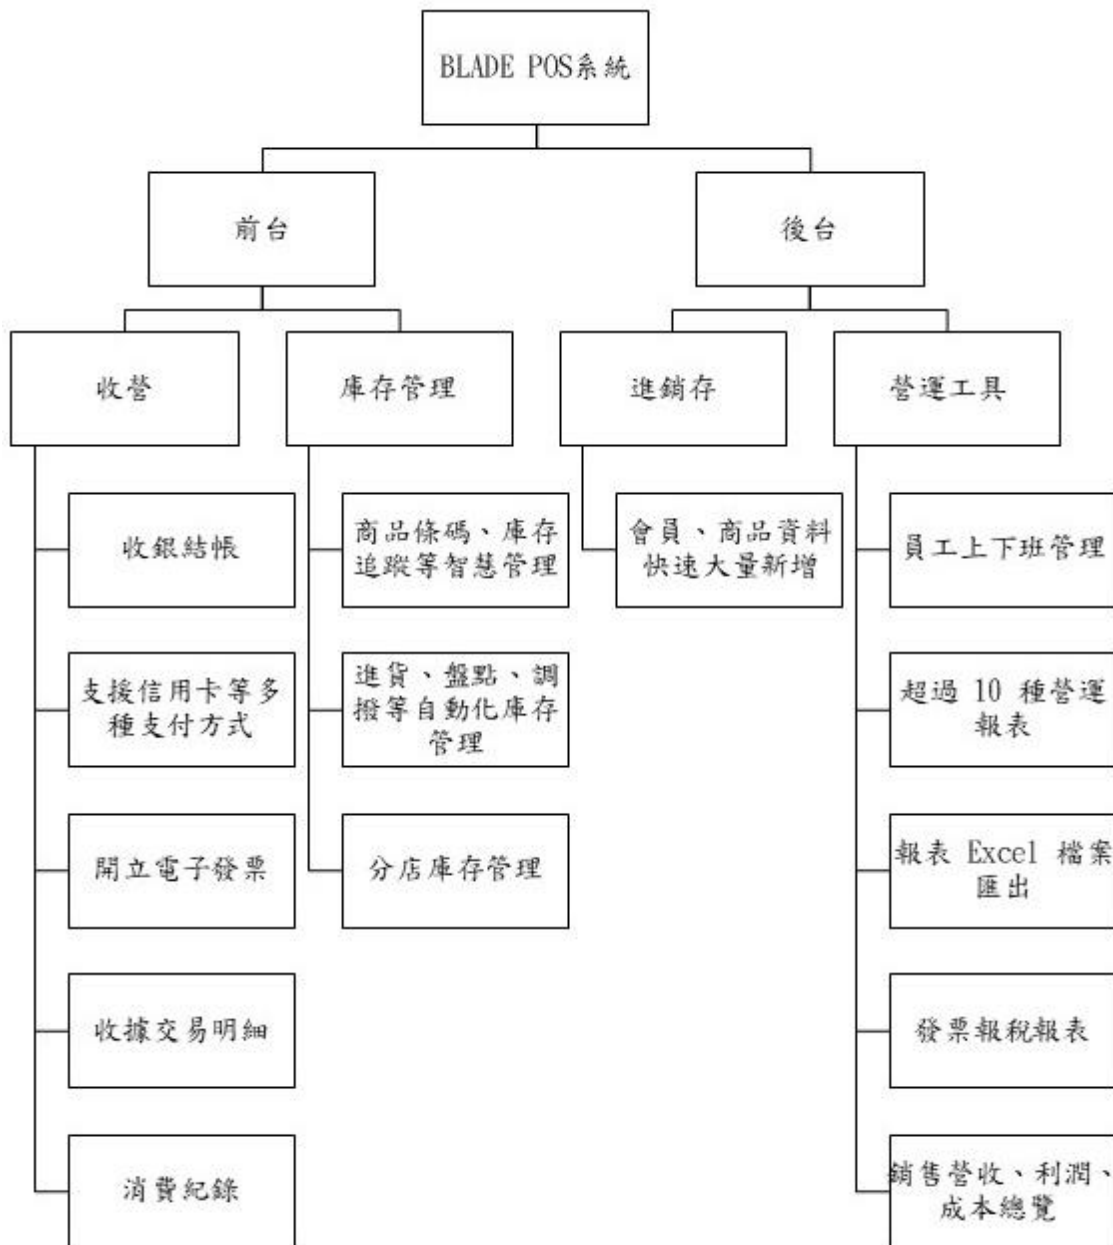 BLADE POS系統
前台
後台
收營
庫存管理
進銷存
營運工具
收銀結帳
支援信用卡等多
種支付方式
開立電子發票
收據交易明細
消費紀錄
商品條碼、庫存
追蹤等智慧管理
進貨、盤點、調
撥等自動化庫存
管理
分店庫存管理
會員、商品資料
快速大量新增
員工上下班管理
超過 10 種營運
報表
報表 Excel 檔案
匯出
發票報稅報表
銷售營收、利潤、
成本總覽